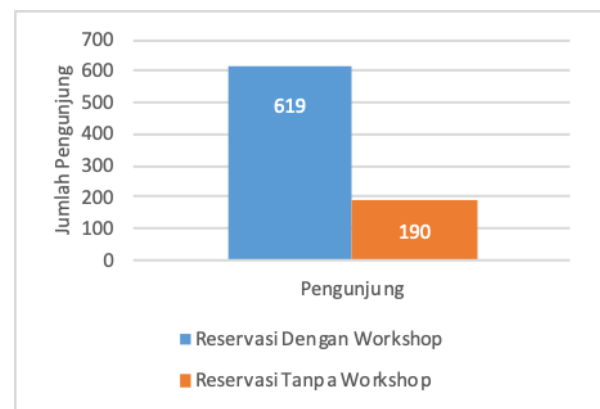 700
600
500
400
300
200
100
0
Jumlah Pengunjung
619
190
Pengunjung
Reservasi Dengan Workshop
Reservasi Tanpa Workshop